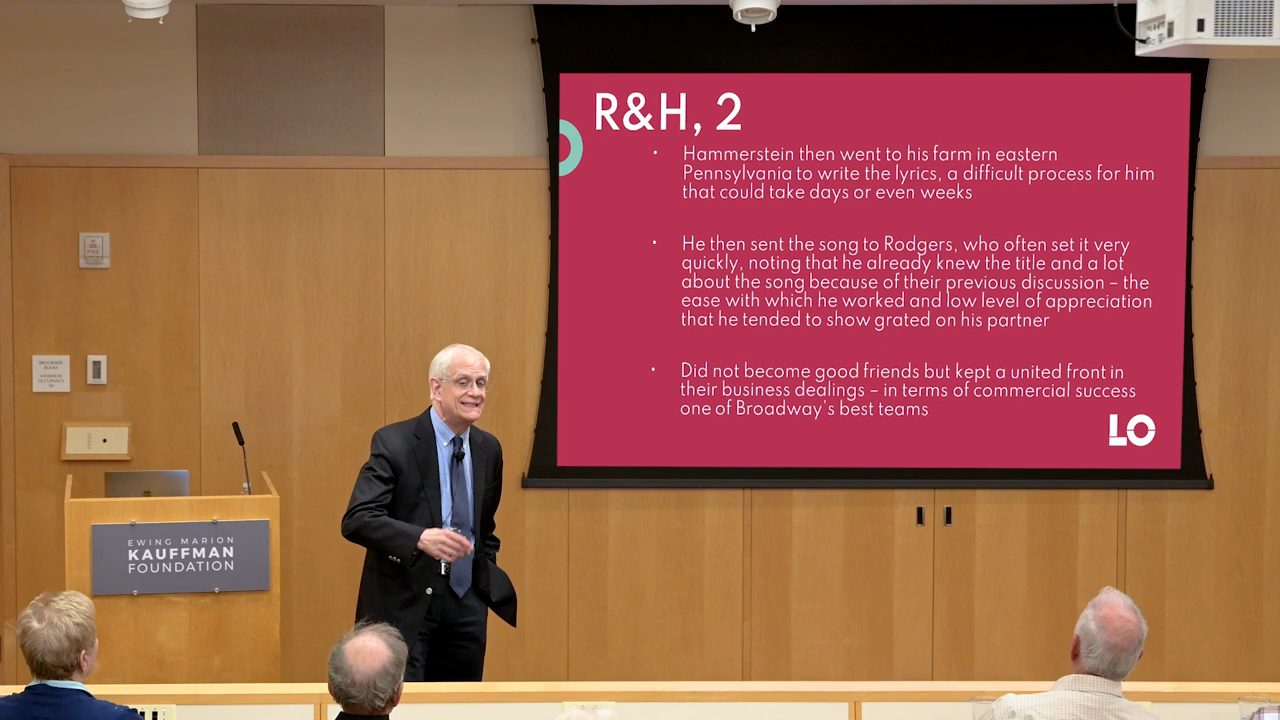 R&H, 2
• Hammerstein then went to his farm in eastern
Pennsylvania to write the lyrics, a difficult process for him
that could take days or even weeks
• He then sent the song to Rodgers, who often set it very
quickly, noting that he already knew the title and a lot
about the song because of their previous discussion – the
ease with which he worked and low level of appreciation
that he tended to show grated on his partner
• Did not become good friends but kept a united front in
their business dealings – in terms of commercial success
one of Broadway's best teams
LO
EWING MARION
KAUFFMAN
FOUNDATION